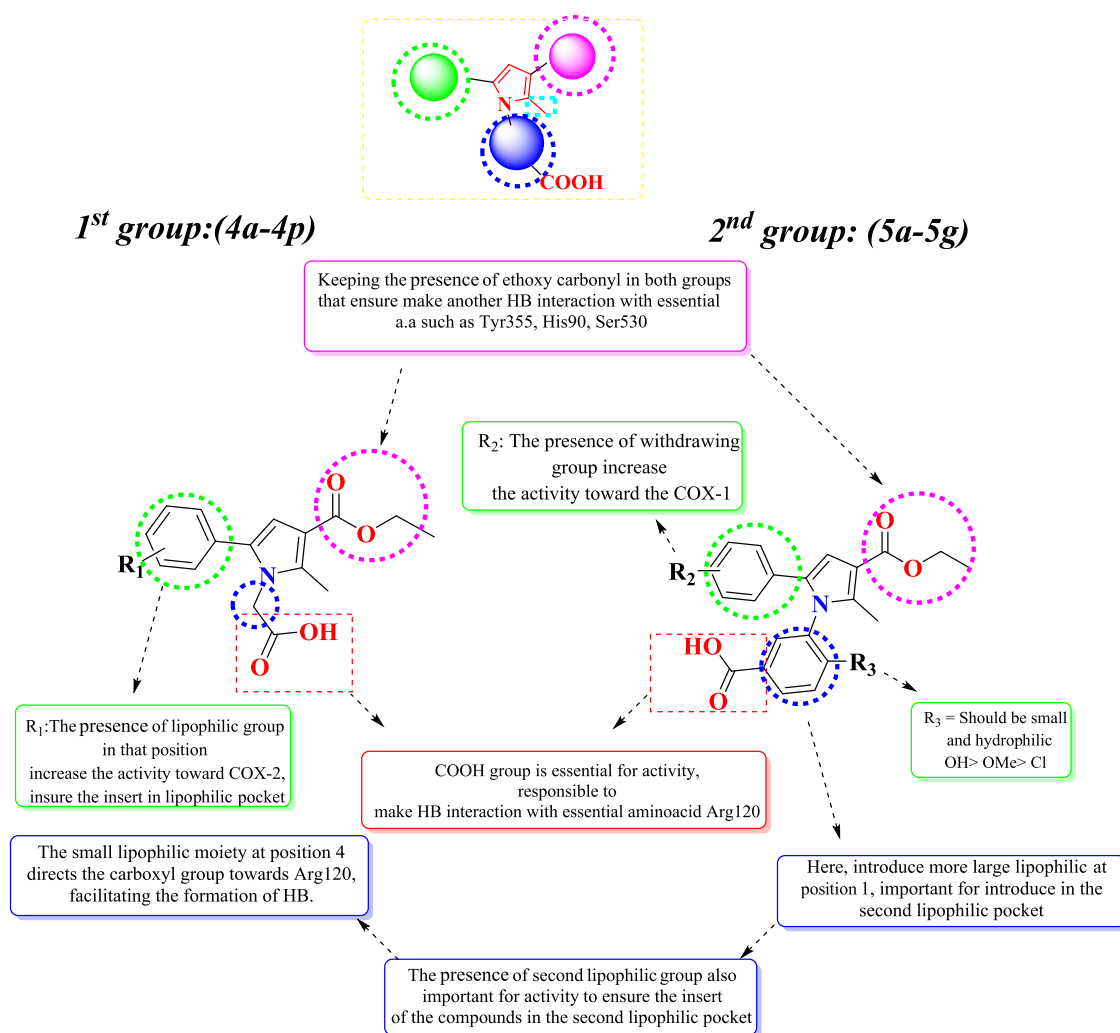 N
COOH
1st group:(4a-4p)
2nd group: (5a-5g)
Keeping the presence of ethoxy carbonyl in both groups
that ensure make another HB interaction with essential
a.a such as Tyr355, His90, Ser530
R2: The presence of withdrawing
group increase
the activity toward the COX-1
O
O
R1
N
OH
O
O
O
R2
N
HO
O
R3
R1:The presence of lipophilic group
in that position
increase the activity toward COX-2,
insure the insert in lipophilic pocket
COOH group is essential for activity,
responsible to
make HB interaction with essential aminoacid Arg120
R3 = Should be small
and hydrophilic
OH> OMe> Cl
The small lipophilic moiety at position 4
directs the carboxyl group towards Arg120,
facilitating the formation of HB.
Here, introduce more large lipophilic at
position 1, important for introduce in the
second lipophilic pocket
The presence of second lipophilic group also
important for activity to ensure the insert
of the compounds in the second lipophilic pocket